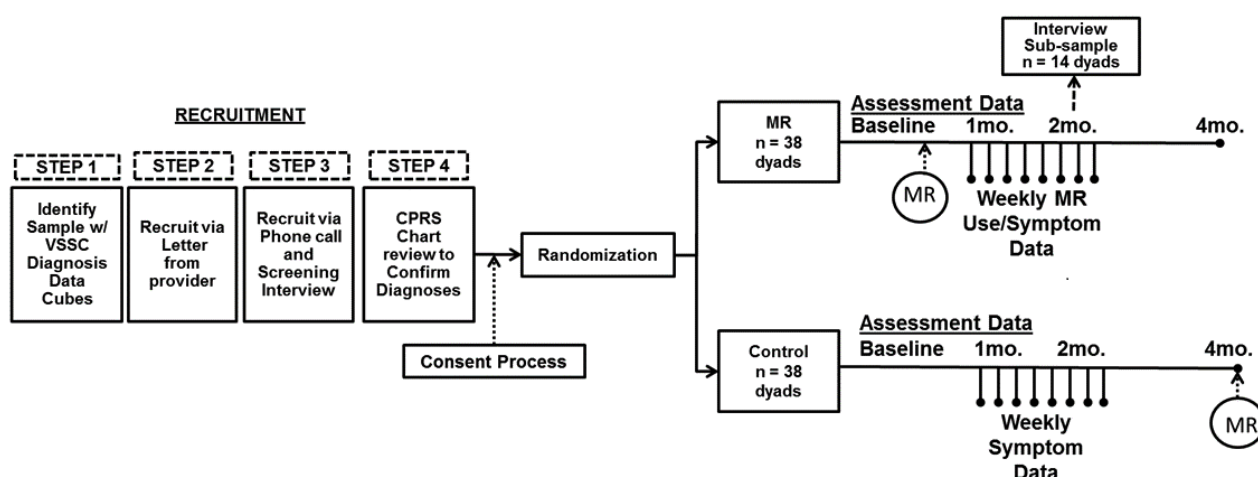 RECRUITMENT
STEP 1
Identify
Sample w/
VSSC
Diagnosis
Data
Cubes
STEP 2
Recruit via
Letter
from
provider
STEP 3
Recruit via
Phone call
and
Screening
Interview
STEP 4
CPRS
Chart
review to
Confirm
Diagnoses
Consent Process
Randomization
MR
n = 38
dyads
Interview
Sub-sample
n = 14 dyads
Assessment Data
Baseline 1mo. 2mo. 4mo.
MR
Weekly MR
Use/Symptom
Data
Control
n = 38
dyads
Assessment Data
Baseline 1mo. 2mo. 4mo.
Weekly
Symptom
Data
MR